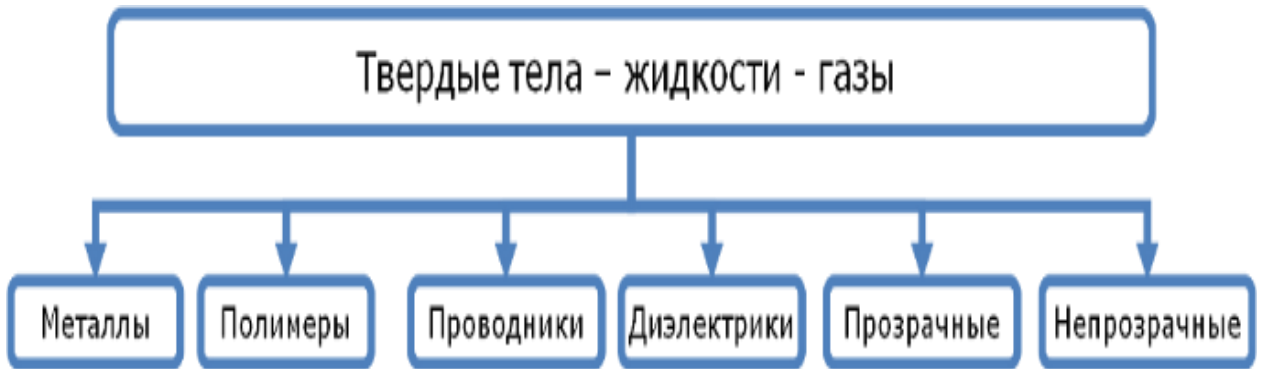 Твердые тела – жидкости - газы
Металлы
Полимеры
Проводники
Диэлектрики
Прозрачные
Непрозрачные